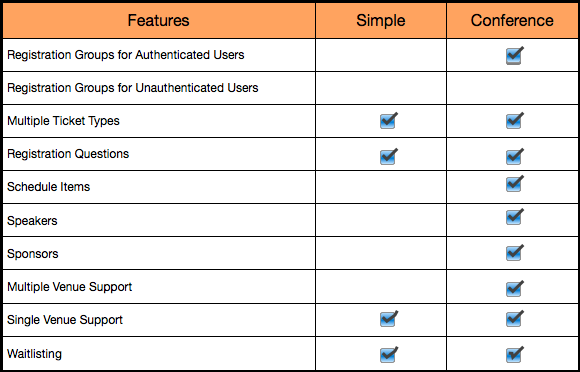 Features Simple Conference
Registration Groups for Authenticated Users
Registration Groups for Unauthenticated Users
Multiple Ticket Types
Registration Questions
Schedule Items
Speakers
Sponsors
Multiple Venue Support
Single Venue Support
Waitlisting